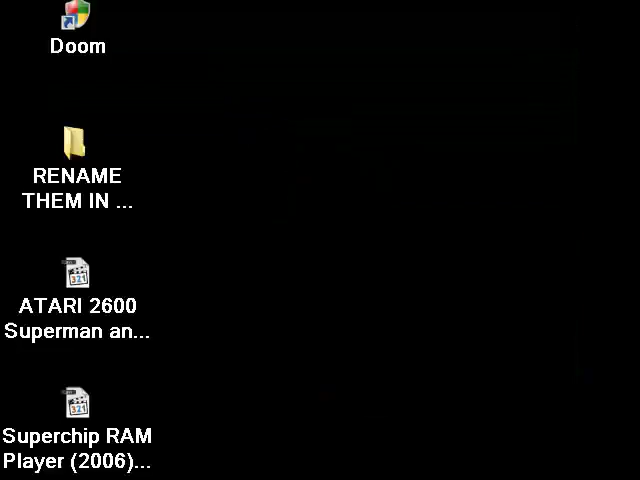 Doom
RENAME
THEM IN ...
ATARI 2600
Superman an...
Superchip RAM
Player (2006)...